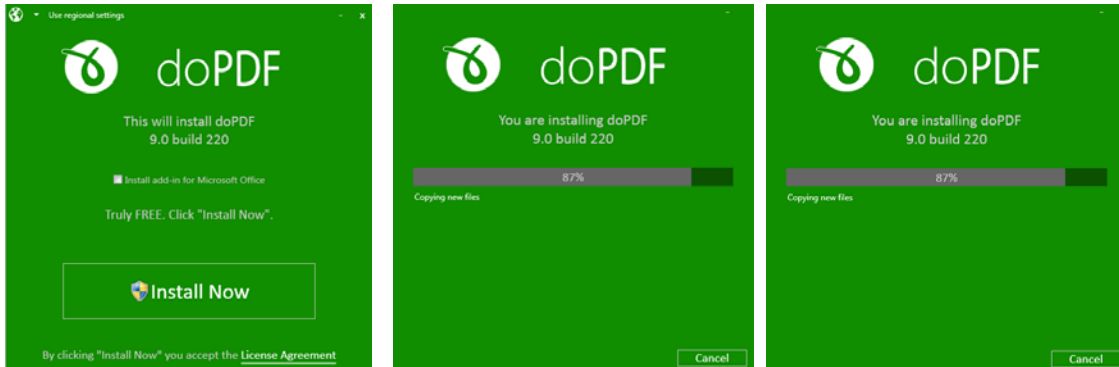 Use regional settings
doPDF
This will install doPDF
9.0 build 220
Install add-in for Microsoft Office
Truly FREE. Click "Install Now".
Install Now
By clicking "Install Now" you accept the License Agreement
doPDF
You are installing doPDF
9.0 build 220
87%
Copying new files
Cancel
doPDF
You are installing doPDF
9.0 build 220
87%
Copying new files
Cancel